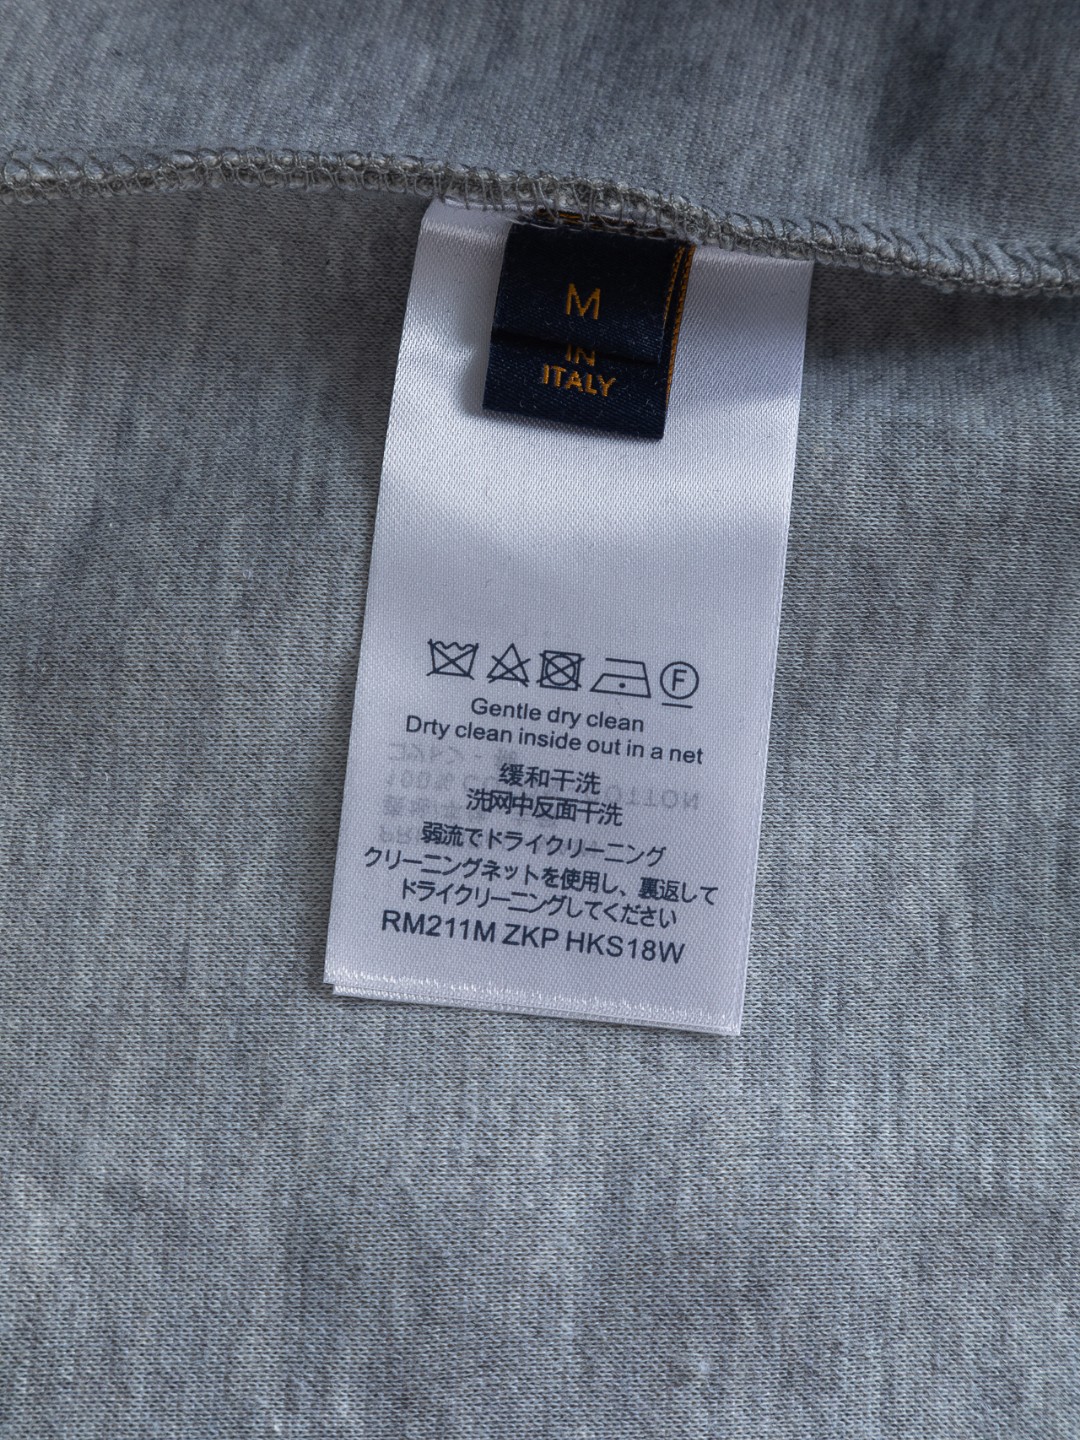 M
IN
ITALY
F
Gentle dry clean
Drty clean inside out in a net
缓和干洗
洗网中反面干洗
弱流でドライクリーニング
クリーニングネットを使用し、裏返して
ドライクリーニングしてください
RM211M ZKP HKS18W